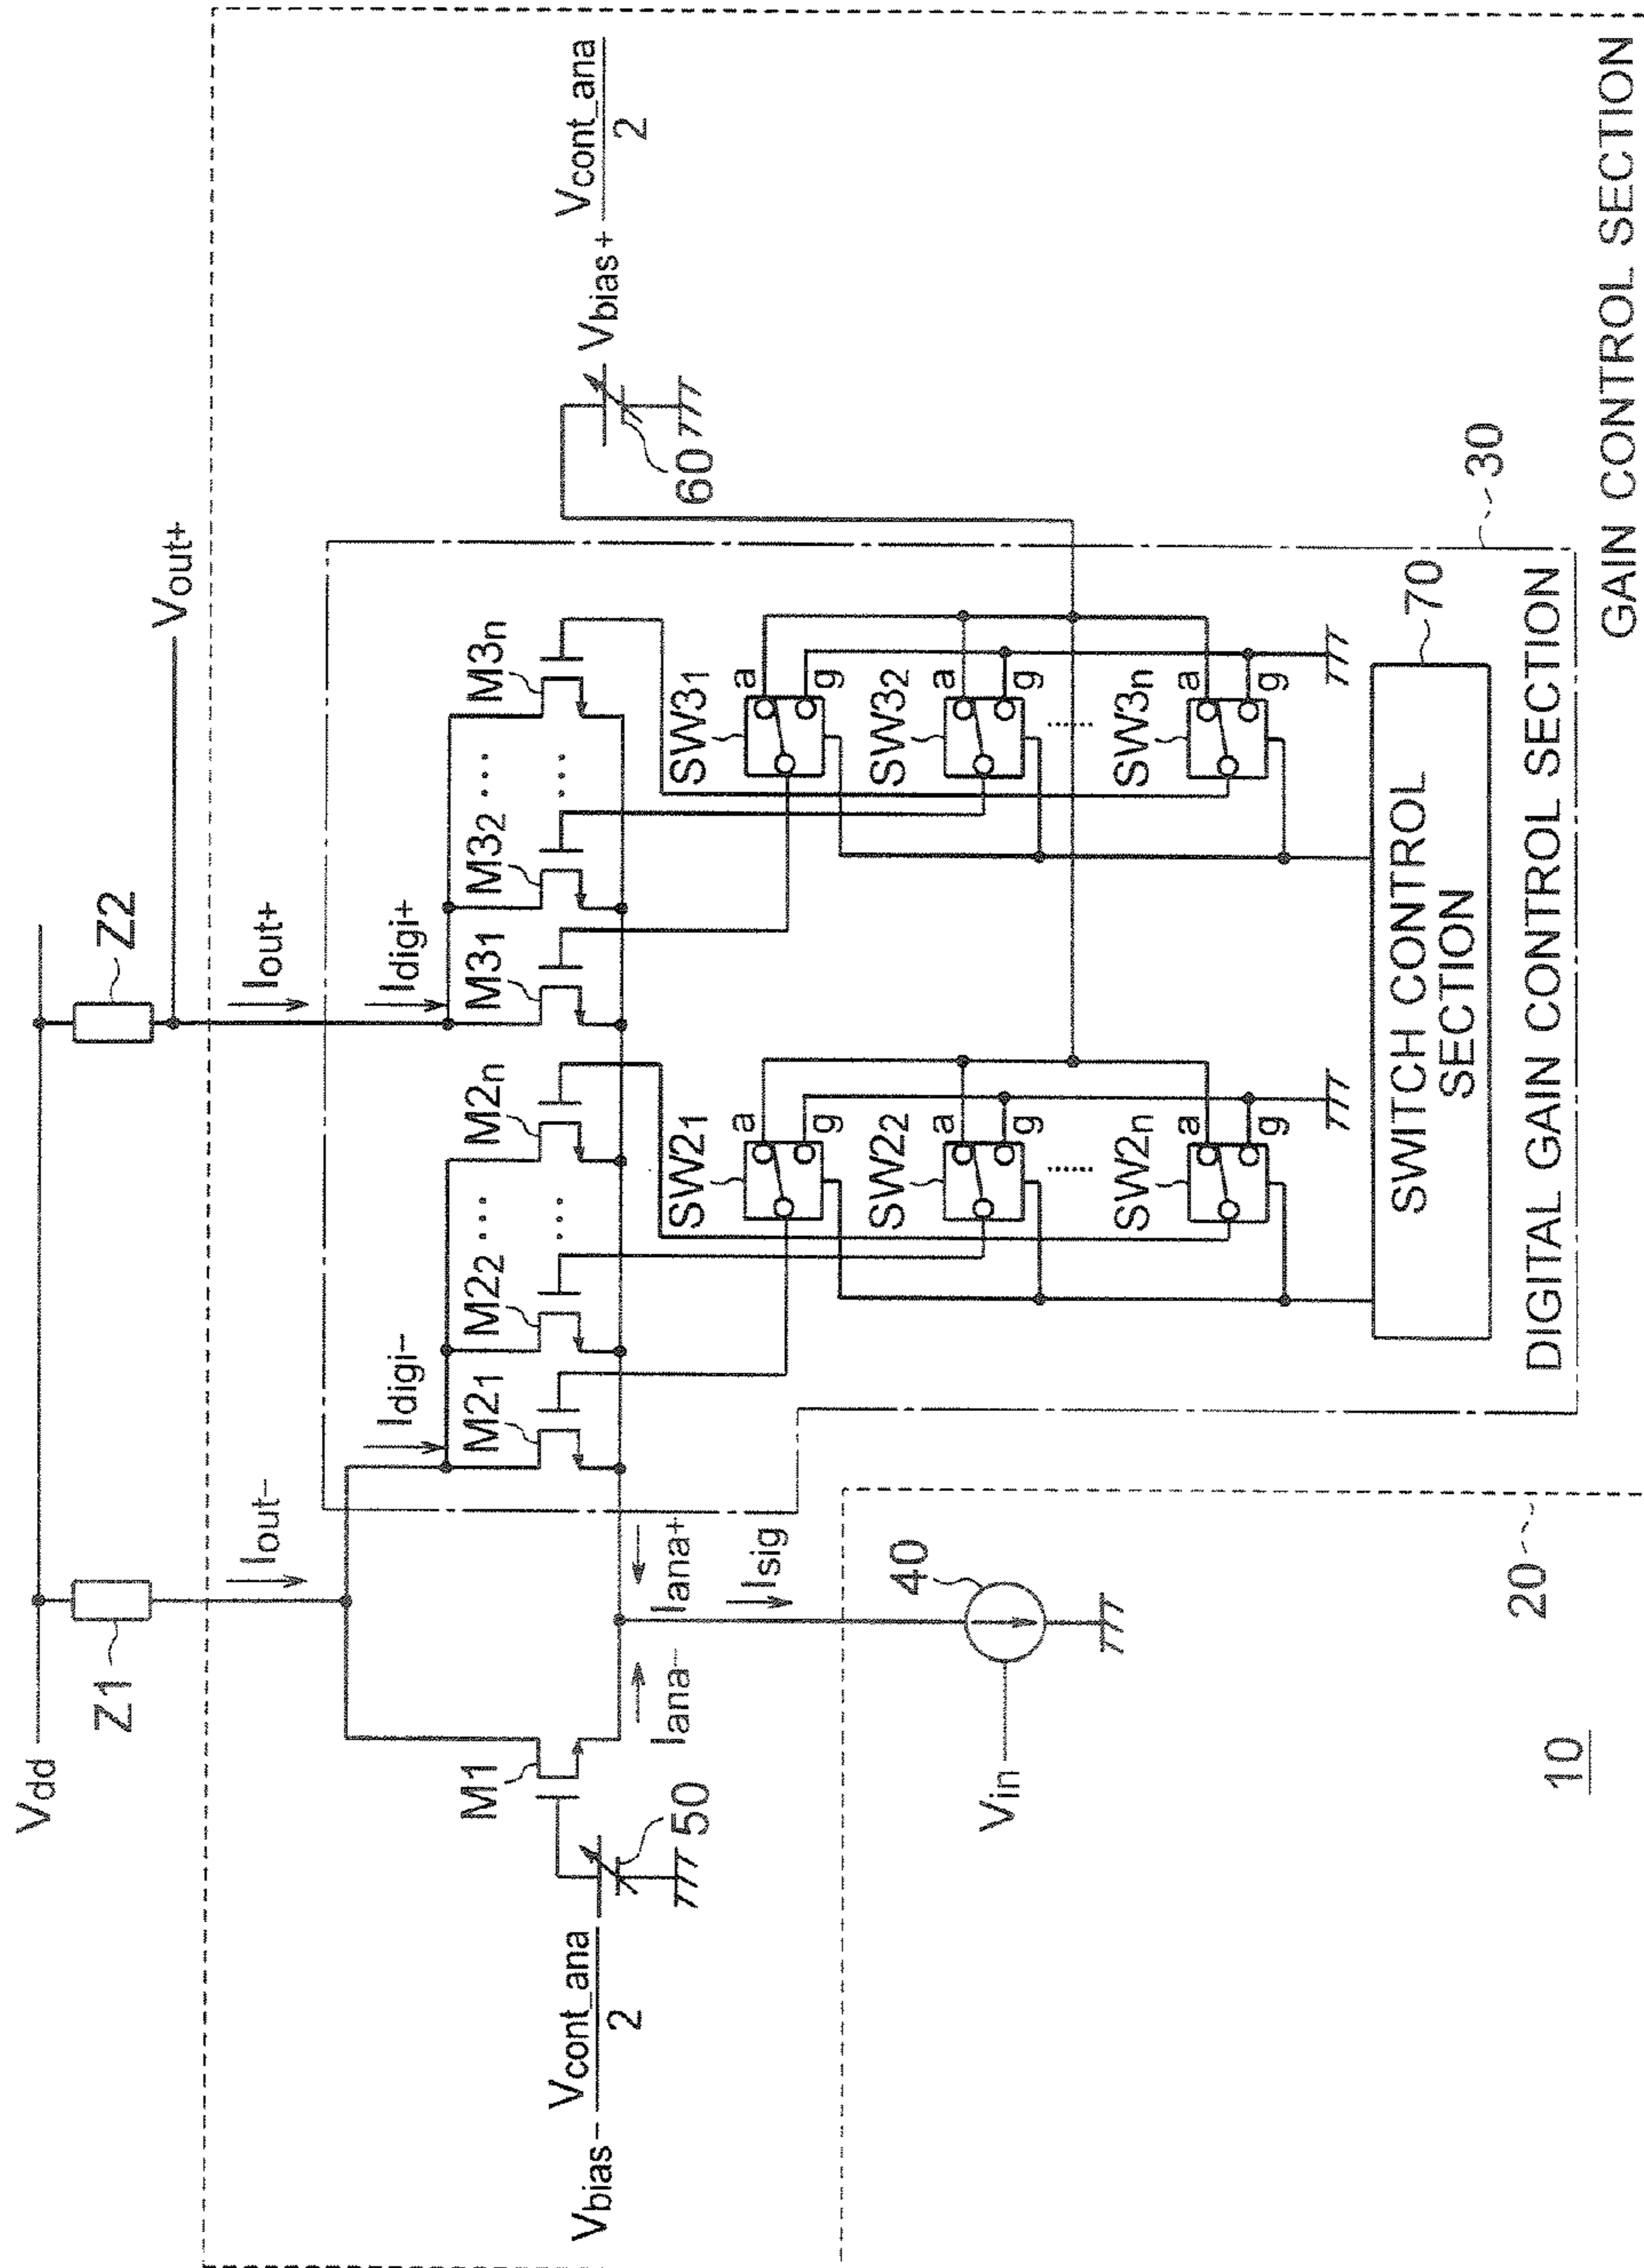 Vdd
Z1
Z2
Vout+
Iout−
Iout+
Idigi−
Idigi+
M1
M21
M22 ...
M2n
M31
M32 ...
M3n
...
...
Vbias− Vcont_ana
2
50
Iana−
Iana+
Isig
Vbias+ Vcont_ana
2
60
SW21
a
g
SW22
a
g
......
SW2n
a
g
SW31
a
g
SW32
a
g
......
SW3n
a
g
Vin
40
SWITCH CONTROL
SECTION
70
DIGITAL GAIN CONTROL SECTION
30
20
GAIN CONTROL SECTION
10